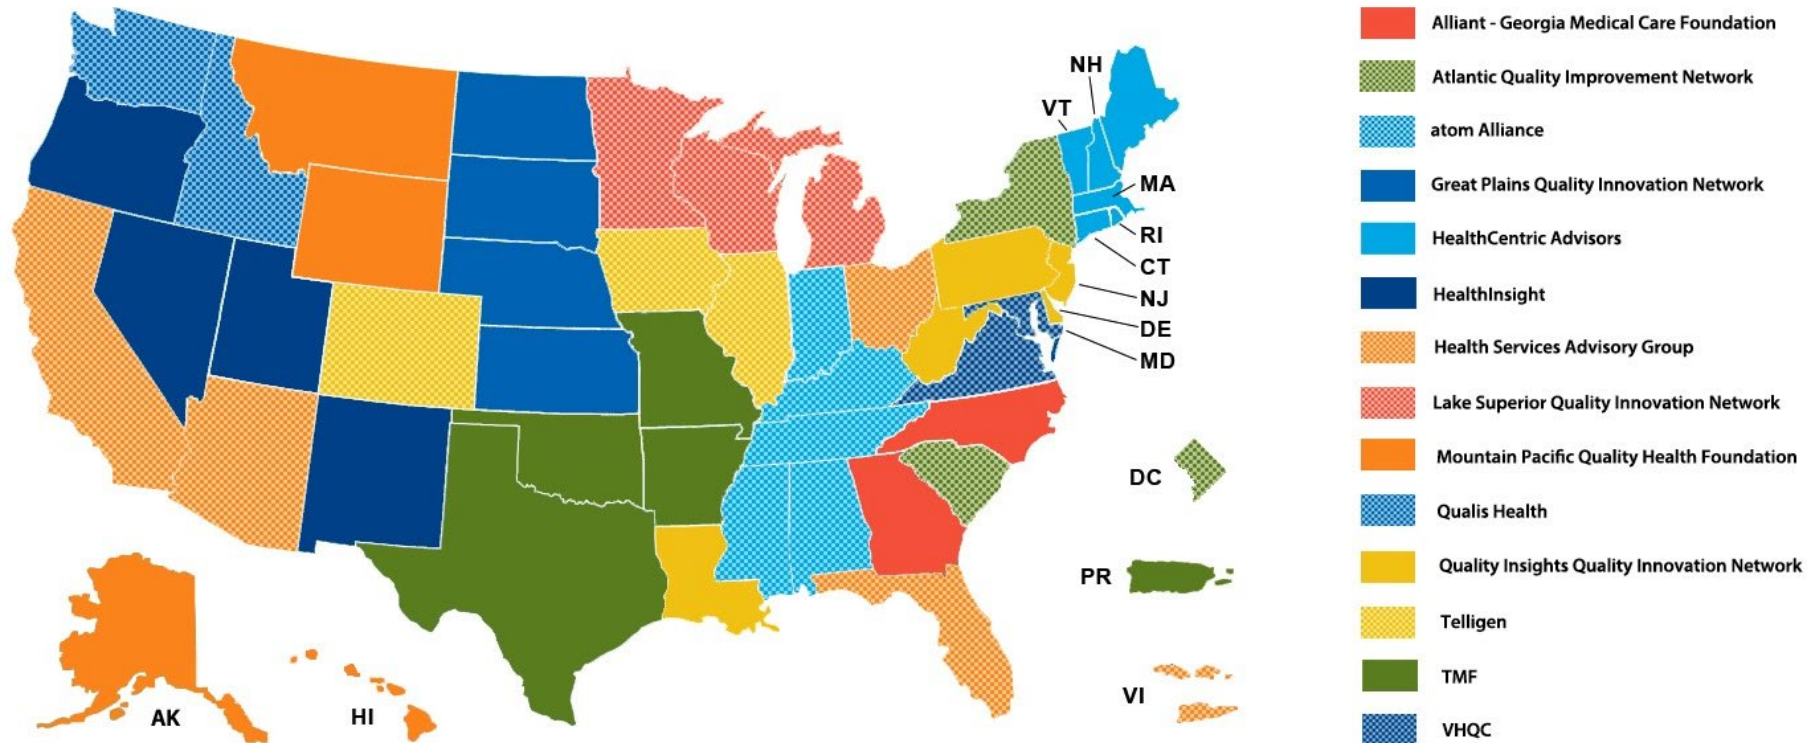 NH
VT
MA
RI
CT
NJ
DE
MD
DC
PR
VI
AK
HI
Alliant - Georgia Medical Care Foundation
Atlantic Quality Improvement Network
atom Alliance
Great Plains Quality Innovation Network
HealthCentric Advisors
HealthInsight
Health Services Advisory Group
Lake Superior Quality Innovation Network
Mountain Pacific Quality Health Foundation
Qualis Health
Quality Insights Quality Innovation Network
Telligen
TMF
VHQC